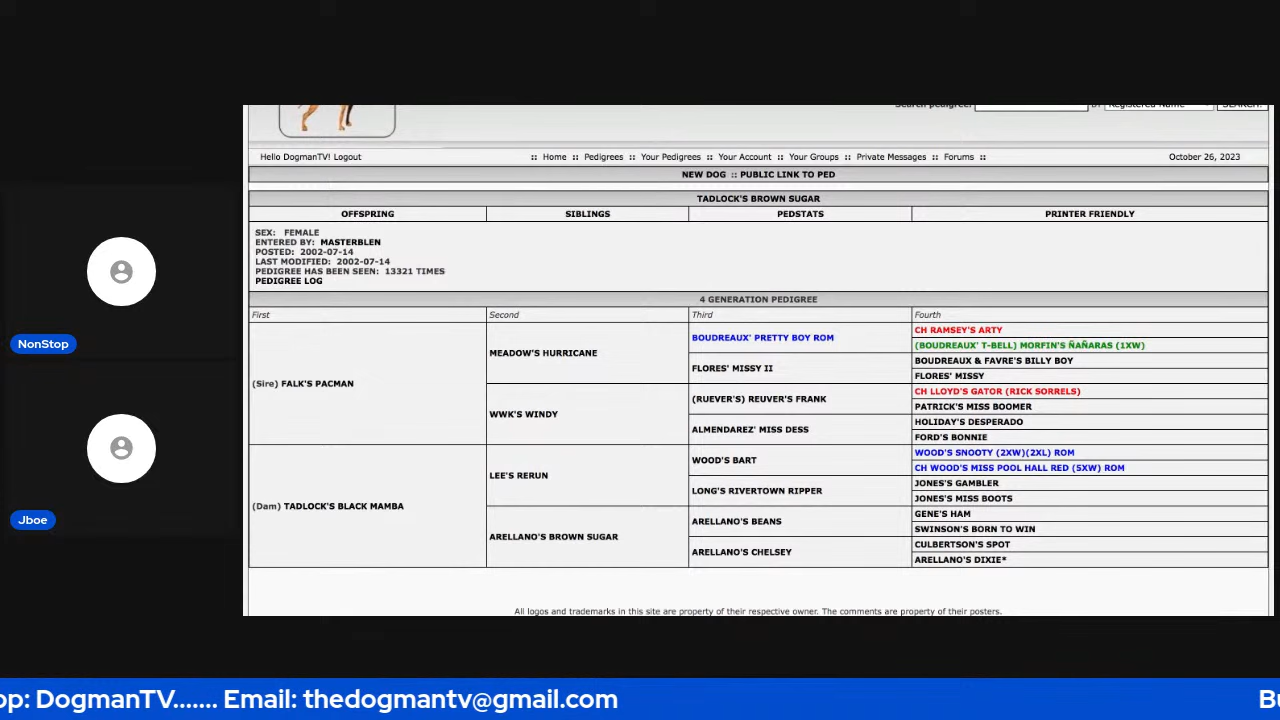 Search pedigree: by Registered Name SEARCH!
Hello DogmanTV! Logout :: Home :: Pedigrees :: Your Pedigrees :: Your Account :: Your Groups :: Private Messages :: Forums :: October 26, 2023
NEW DOG :: PUBLIC LINK TO PED
TADLOCK'S BROWN SUGAR
OFFSPRING SIBLINGS PEDSTATS PRINTER FRIENDLY
SEX: FEMALE
ENTERED BY: MASTERBLEN
POSTED: 2002-07-14
LAST MODIFIED: 2002-07-14
PEDIGREE HAS BEEN SEEN: 13321 TIMES
PEDIGREE LOG
4 GENERATION PEDIGREE
First Second Third Fourth
(Sire) FALK'S PACMAN
MEADOW'S HURRICANE
BOUDREAUX' PRETTY BOY ROM
CH RAMSEY'S ARTY
(BOUDREAUX' T-BELL) MORFIN'S ÑAÑARAS (1XW)
FLORES' MISSY II
BOUDREAUX & FAVRE'S BILLY BOY
FLORES' MISSY
WWK'S WINDY
(RUEVER'S) REUVER'S FRANK
CH LLOYD'S GATOR (RICK SORRELS)
PATRICK'S MISS BOOMER
ALMENDAREZ' MISS DESS
HOLIDAY'S DESPERADO
FORD'S BONNIE
(Dam) TADLOCK'S BLACK MAMBA
LEE'S RERUN
WOOD'S BART
WOOD'S SNOOTY (2XW)(2XL) ROM
CH WOOD'S MISS POOL HALL RED (5XW) ROM
LONG'S RIVERTOWN RIPPER
JONES'S GAMBLER
JONES'S MISS BOOTS
ARELLANO'S BROWN SUGAR
ARELLANO'S BEANS
GENE'S HAM
SWINSON'S BORN TO WIN
ARELLANO'S CHELSEY
CULBERTSON'S SPOT
ARELLANO'S DIXIE*
All logos and trademarks in this site are property of their respective owner. The comments are property of their posters.
NonStop
Jboe
op: DogmanTV....... Email: thedogmantv@gmail.com Bu